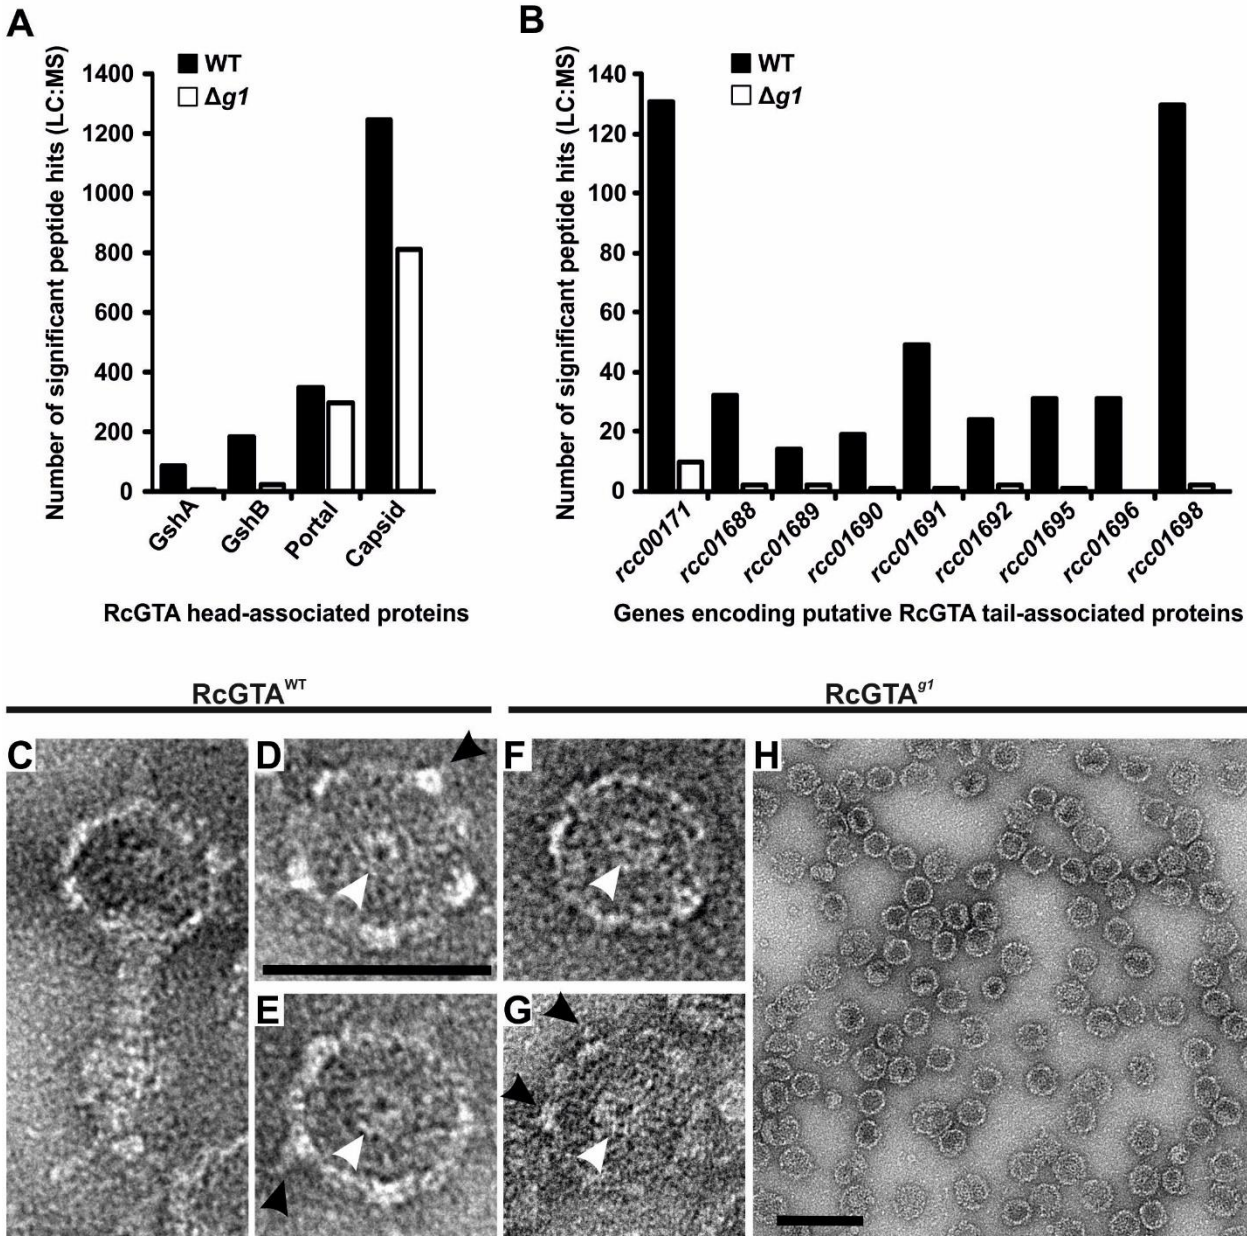 A
Number of significant peptide hits (LC:MS)
WT
Δg1
1400
1200
1000
800
600
400
200
0
GshA
GshB
Portal
Capsid
RcGTA head-associated proteins
B
Number of significant peptide hits (LC:MS)
WT
Δg1
140
120
100
80
60
40
20
0
rcc00171
rcc01688
rcc01689
rcc01690
rcc01691
rcc01692
rcc01695
rcc01696
rcc01698
Genes encoding putative RcGTA tail-associated proteins
RcGTA^WT
RcGTA^g1
C
D
E
F
G
H